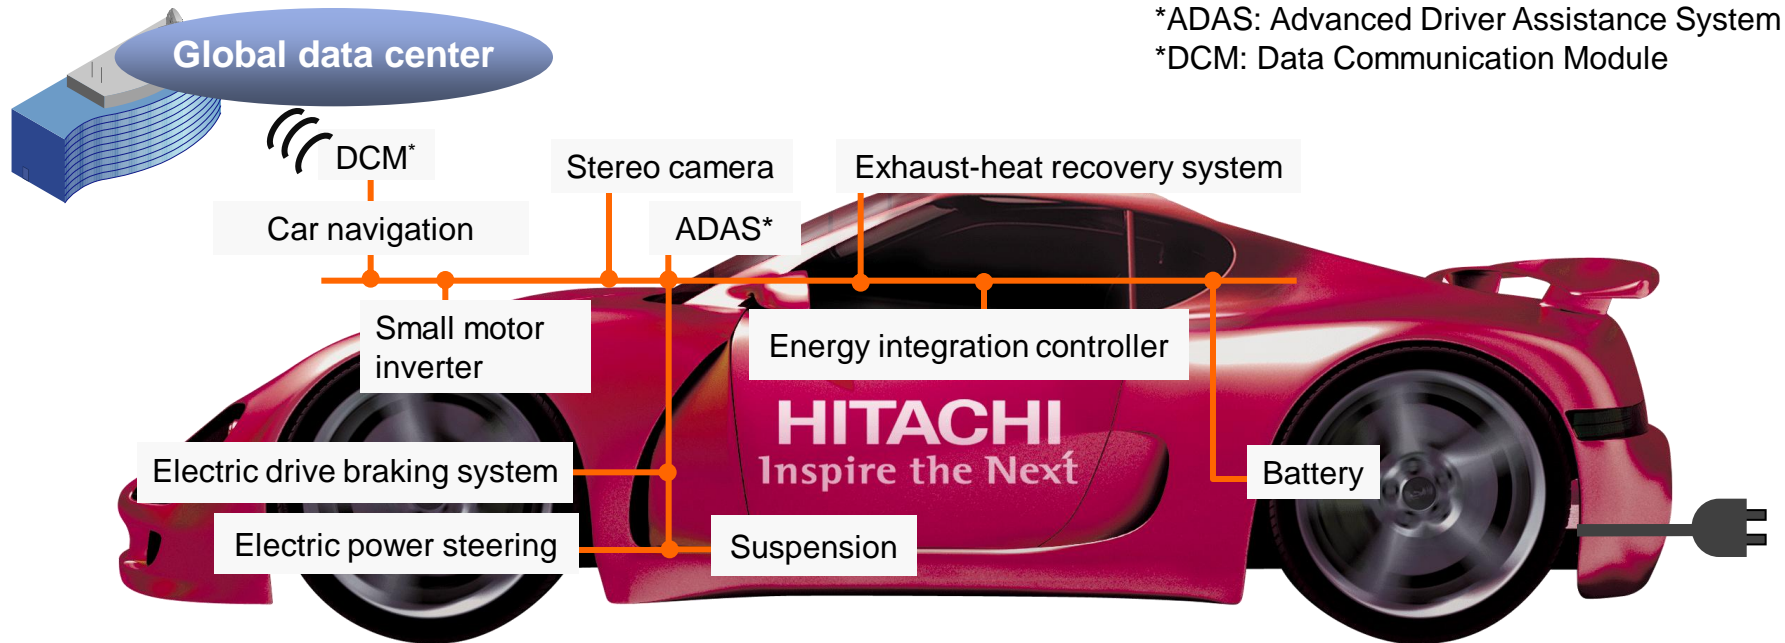 *ADAS: Advanced Driver Assistance System
*DCM: Data Communication Module
Global data center
DCM*
Stereo camera
Exhaust-heat recovery system
Car navigation
ADAS*
Small motor
inverter
Energy integration controller
HITACHI
Inspire the Next
Electric drive braking system
Battery
Electric power steering
Suspension